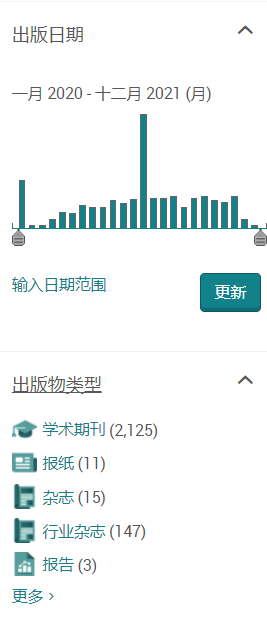 出版日期
一月 2020 - 十二月 2021 (月)
输入日期范围
更新
出版物类型
学术期刊 (2,125)
报纸 (11)
杂志 (15)
行业杂志 (147)
报告 (3)
更多 ›